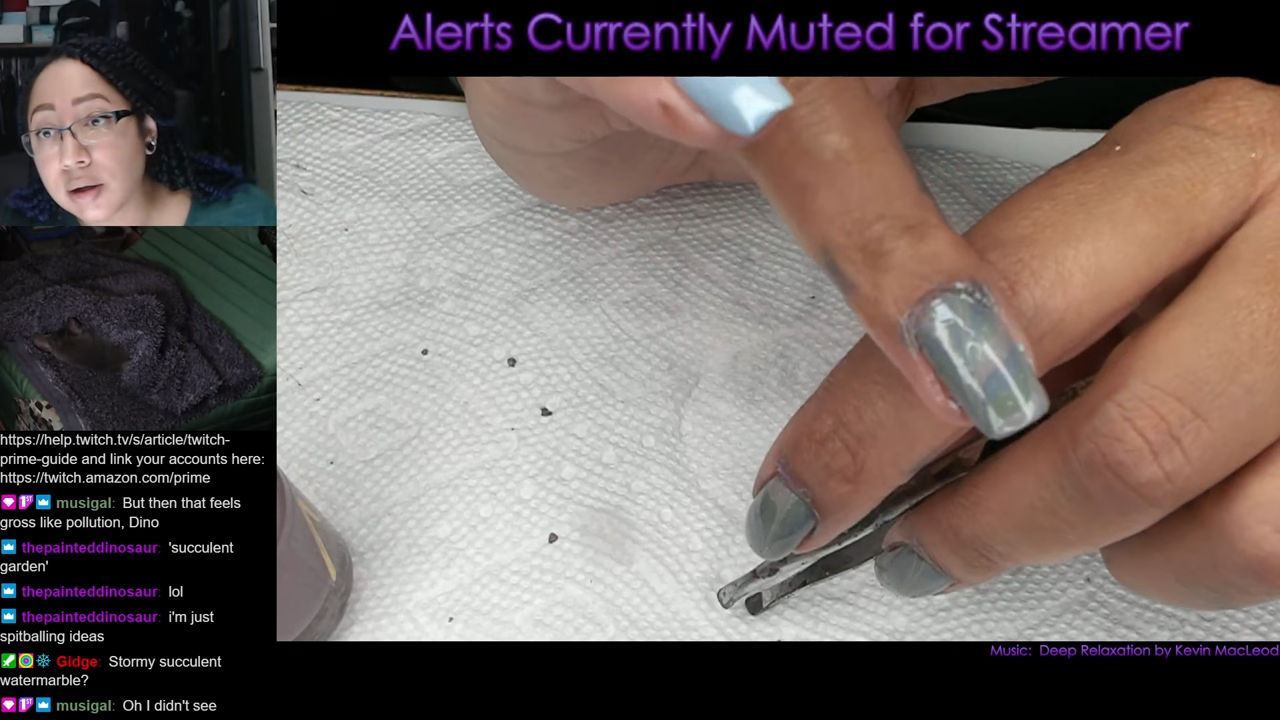 Alerts Currently Muted for Streamer
https://help.twitch.tv/s/article/twitch-
prime-guide and link your accounts here:
https://twitch.amazon.com/prime
musigal: But then that feels
gross like pollution, Dino
thepainteddinosaur: 'succulent
garden'
thepainteddinosaur: lol
thepainteddinosaur: i'm just
spitballing ideas
Gidge: Stormy succulent
watermarble?
musigal: Oh I didn't see
Music: Deep Relaxation by Kevin MacLeod